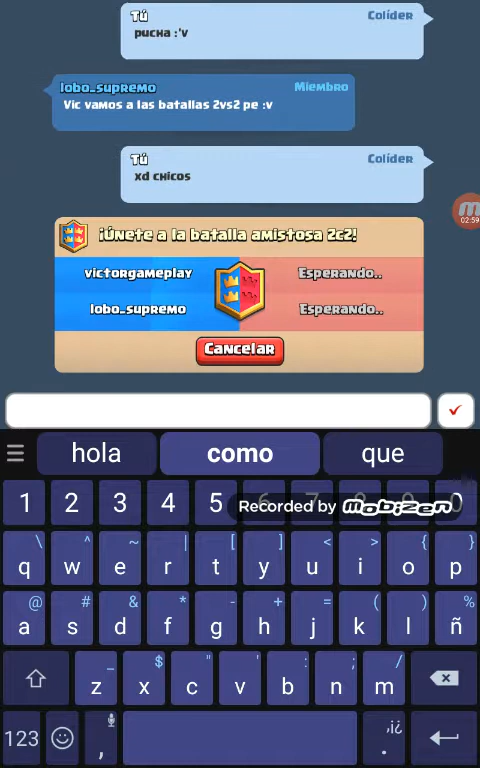 Tú Colíder
pucha :'v
lobo_supremo Miembro
Vic vamos a las batallas 2vs2 pe :v
Tú Colíder
xd chicos
02:59
¡Únete a la batalla amistosa 2c2!
victorgameplay Esperando..
lobo_supremo Esperando..
Cancelar
hola como que
1 2 3 4 5 6 7 8 9 0
Recorded by mobizen
\ ^ ~ | [ ] < > { }
q w e r t y u i o p
@ # & * - + = ( ) %
a s d f g h j k l ñ
_ $ " ' : ; /
z x c v b n m
123 , .
,¡¿